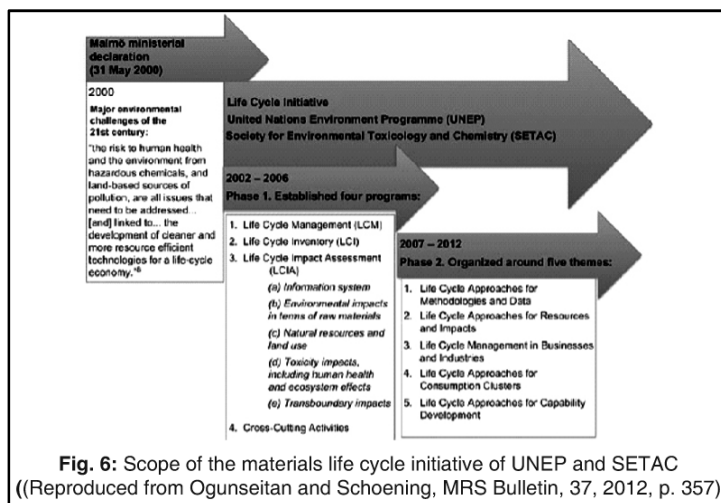 Malmö ministerial
declaration
(31 May 2000)
2000
Major environmental
challenges of the
21st century:
"the risk to human health
and the environment from
hazardous chemicals, and
land-based sources of
pollution, are all issues that
need to be addressed...
[and] linked to... the
development of cleaner and
more resource efficient
technologies for a life-cycle
economy."⁶
Life Cycle Initiative
United Nations Environment Programme (UNEP)
Society for Environmental Toxicology and Chemistry (SETAC)
2002 – 2006
Phase 1. Established four programs:
1. Life Cycle Management (LCM)
2. Life Cycle Inventory (LCI)
3. Life Cycle Impact Assessment
(LCIA)
(a) Information system
(b) Environmental impacts
in terms of raw materials
(c) Natural resources and
land use
(d) Toxicity impacts,
including human health
and ecosystem effects
(e) Transboundary impacts
4. Cross-Cutting Activities
2007 – 2012
Phase 2. Organized around five themes:
1. Life Cycle Approaches for
Methodologies and Data
2. Life Cycle Approaches for Resources
and Impacts
3. Life Cycle Management in Businesses
and Industries
4. Life Cycle Approaches for
Consumption Clusters
5. Life Cycle Approaches for Capability
Development
Fig. 6: Scope of the materials life cycle initiative of UNEP and SETAC
((Reproduced from Ogunseitan and Schoening, MRS Bulletin, 37, 2012, p. 357)